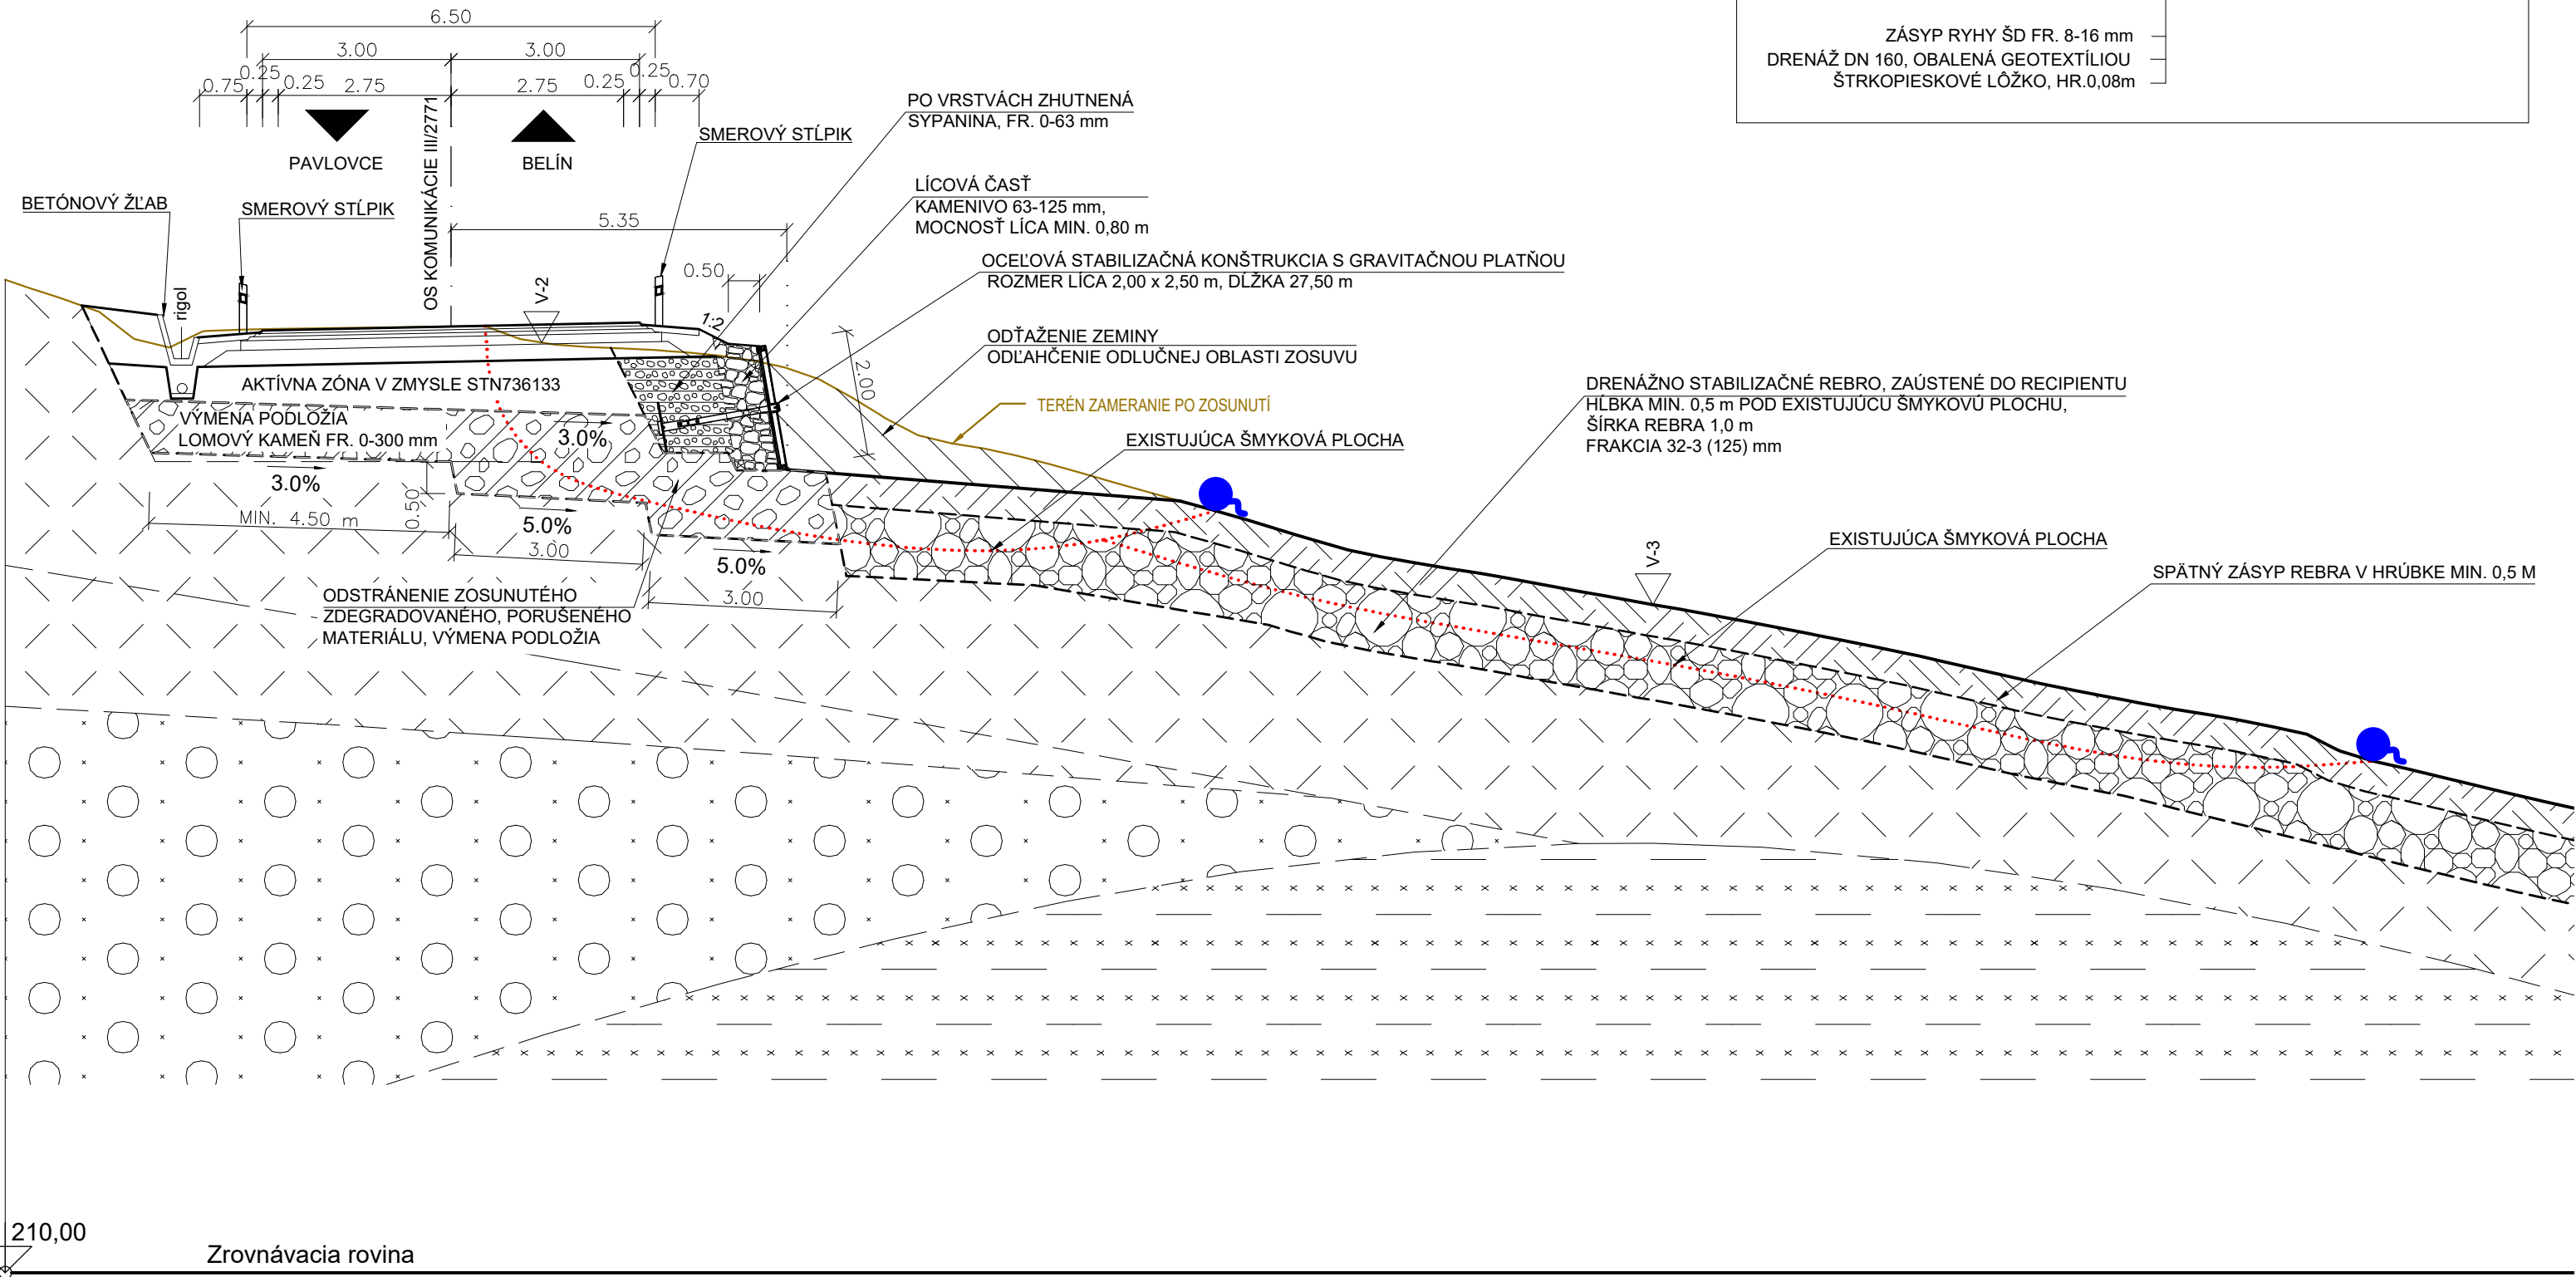 6.50
3.00
3.00
0.75
0.25
0.25
2.75
2.75
0.25
0.25
0.70
ZÁSYP RYHY ŠD FR. 8-16 mm
DRENÁŽ DN 160, OBALENÁ GEOTEXTÍLIOU
ŠTRKOPIESKOVÉ LÔŽKO, HR.0,08m
PAVLOVCE
OS KOMUNIKÁCIE III/2771
BELÍN
SMEROVÝ STĹPIK
PO VRSTVÁCH ZHUTNENÁ
SYPANINA, FR. 0-63 mm
BETÓNOVÝ ŽĽAB
SMEROVÝ STĹPIK
LÍCOVÁ ČASŤ
KAMENIVO 63-125 mm,
MOCNOSŤ LÍCA MIN. 0,80 m
5.35
0.50
OCEĽOVÁ STABILIZAČNÁ KONŠTRUKCIA S GRAVITAČNOU PLATŇOU
ROZMER LÍCA 2,00 x 2,50 m, DĹŽKA 27,50 m
rigol
V-2
1:2
2.00
ODŤAŽENIE ZEMINY
ODĽAHČENIE ODLUČNEJ OBLASTI ZOSUVU
AKTÍVNA ZÓNA V ZMYSLE STN736133
TERÉN ZAMERANIE PO ZOSUNUTÍ
DRENÁŽNO STABILIZAČNÉ REBRO, ZAÚSTENÉ DO RECIPIENTU
HĹBKA MIN. 0,5 m POD EXISTUJÚCU ŠMYKOVÚ PLOCHU,
ŠÍRKA REBRA 1,0 m
FRAKCIA 32-3 (125) mm
VÝMENA PODLOŽIA
LOMOVÝ KAMEŇ FR. 0-300 mm
3.0%
EXISTUJÚCA ŠMYKOVÁ PLOCHA
3.0%
0.50
MIN. 4.50 m
5.0%
3.00
5.0%
3.00
EXISTUJÚCA ŠMYKOVÁ PLOCHA
V-3
SPÄTNÝ ZÁSYP REBRA V HRÚBKE MIN. 0,5 M
ODSTRÁNENIE ZOSUNUTÉHO
ZDEGRADOVANÉHO, PORUŠENÉHO
MATERIÁLU, VÝMENA PODLOŽIA
210,00
Zrovnávacia rovina